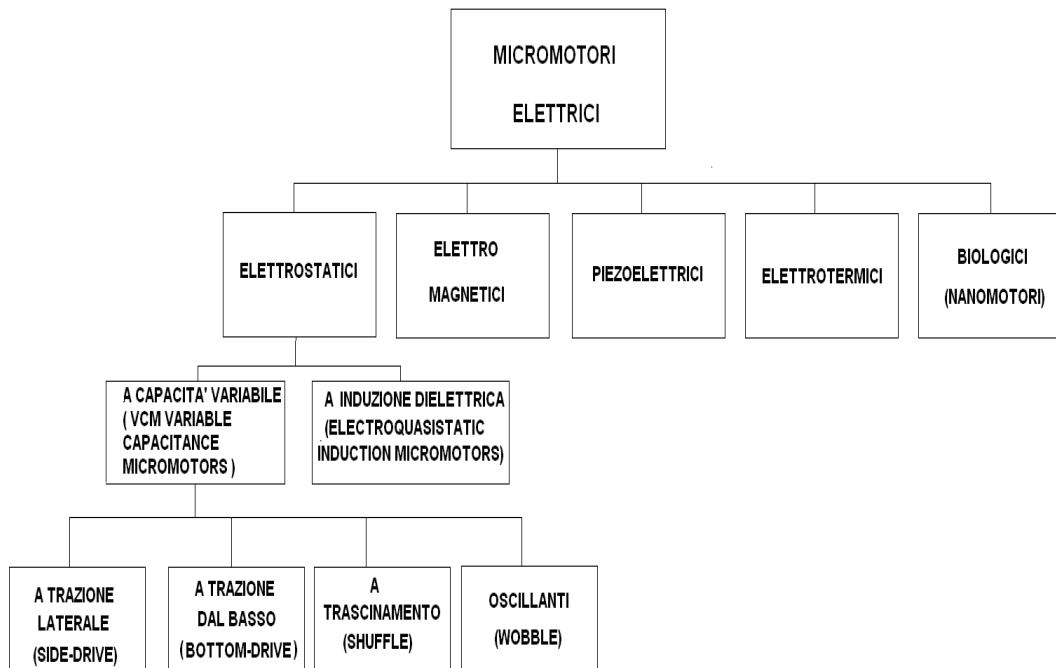 MICROMOTORI
ELETTRICI
ELETTROSTATICI
ELETTRO
MAGNETICI
PIEZOELETTRICI
ELETTROTERMICI
BIOLOGICI
(NANOMOTORI)
A CAPACITA' VARIABILE
( VCM VARIABLE
CAPACITANCE
MICROMOTORS )
A INDUZIONE DIELETTRICA
(ELECTROQUASISTATIC
INDUCTION MICROMOTORS)
A TRAZIONE
LATERALE
(SIDE-DRIVE)
A TRAZIONE
DAL BASSO
(BOTTOM-DRIVE)
A
TRASCINAMENTO
(SHUFFLE)
OSCILLANTI
(WOBBLE)